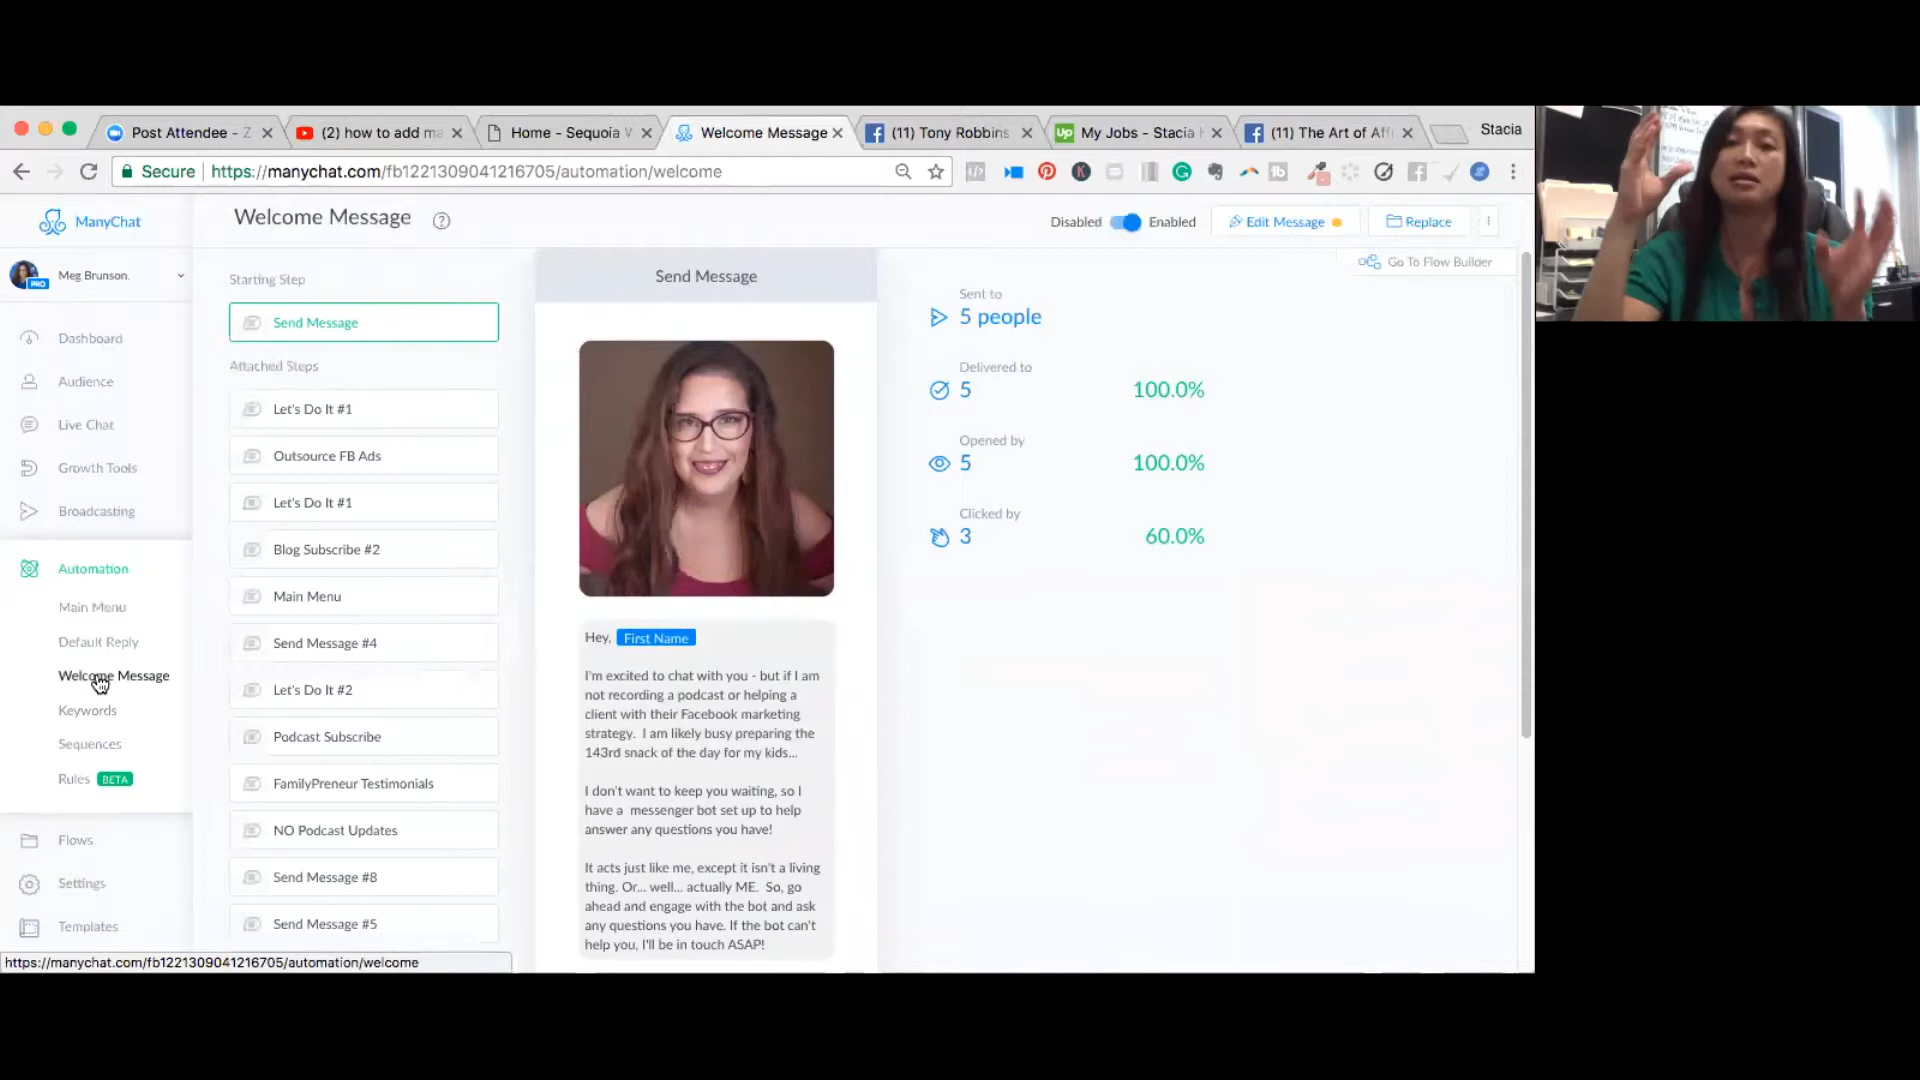 Post Attendee - Z
(2) how to add ma
Home - Sequoia V
Welcome Message
(11) Tony Robbins
My Jobs - Stacia
(11) The Art of Aff
Stacia
Secure
https://manychat.com/fb1221309041216705/automation/welcome
ManyChat
Welcome Message
?
Disabled
Enabled
Edit Message
Replace
Go To Flow Builder
Meg Brunson.
PRO
Dashboard
Audience
Live Chat
Growth Tools
Broadcasting
Automation
Main Menu
Default Reply
Welcome Message
Keywords
Sequences
Rules BETA
Flows
Settings
Templates
https://manychat.com/fb1221309041216705/automation/welcome
Starting Step
Send Message
Attached Steps
Let's Do It #1
Outsource FB Ads
Let's Do It #1
Blog Subscribe #2
Main Menu
Send Message #4
Let's Do It #2
Podcast Subscribe
FamilyPreneur Testimonials
NO Podcast Updates
Send Message #8
Send Message #5
Send Message
Hey, First Name
I'm excited to chat with you - but if I am
not recording a podcast or helping a
client with their Facebook marketing
strategy. I am likely busy preparing the
143rd snack of the day for my kids...
I don't want to keep you waiting, so I
have a messenger bot set up to help
answer any questions you have!
It acts just like me, except it isn't a living
thing. Or... well... actually ME. So, go
ahead and engage with the bot and ask
any questions you have. If the bot can't
help you, I'll be in touch ASAP!
Sent to
5 people
Delivered to
5 100.0%
Opened by
5 100.0%
Clicked by
3 60.0%